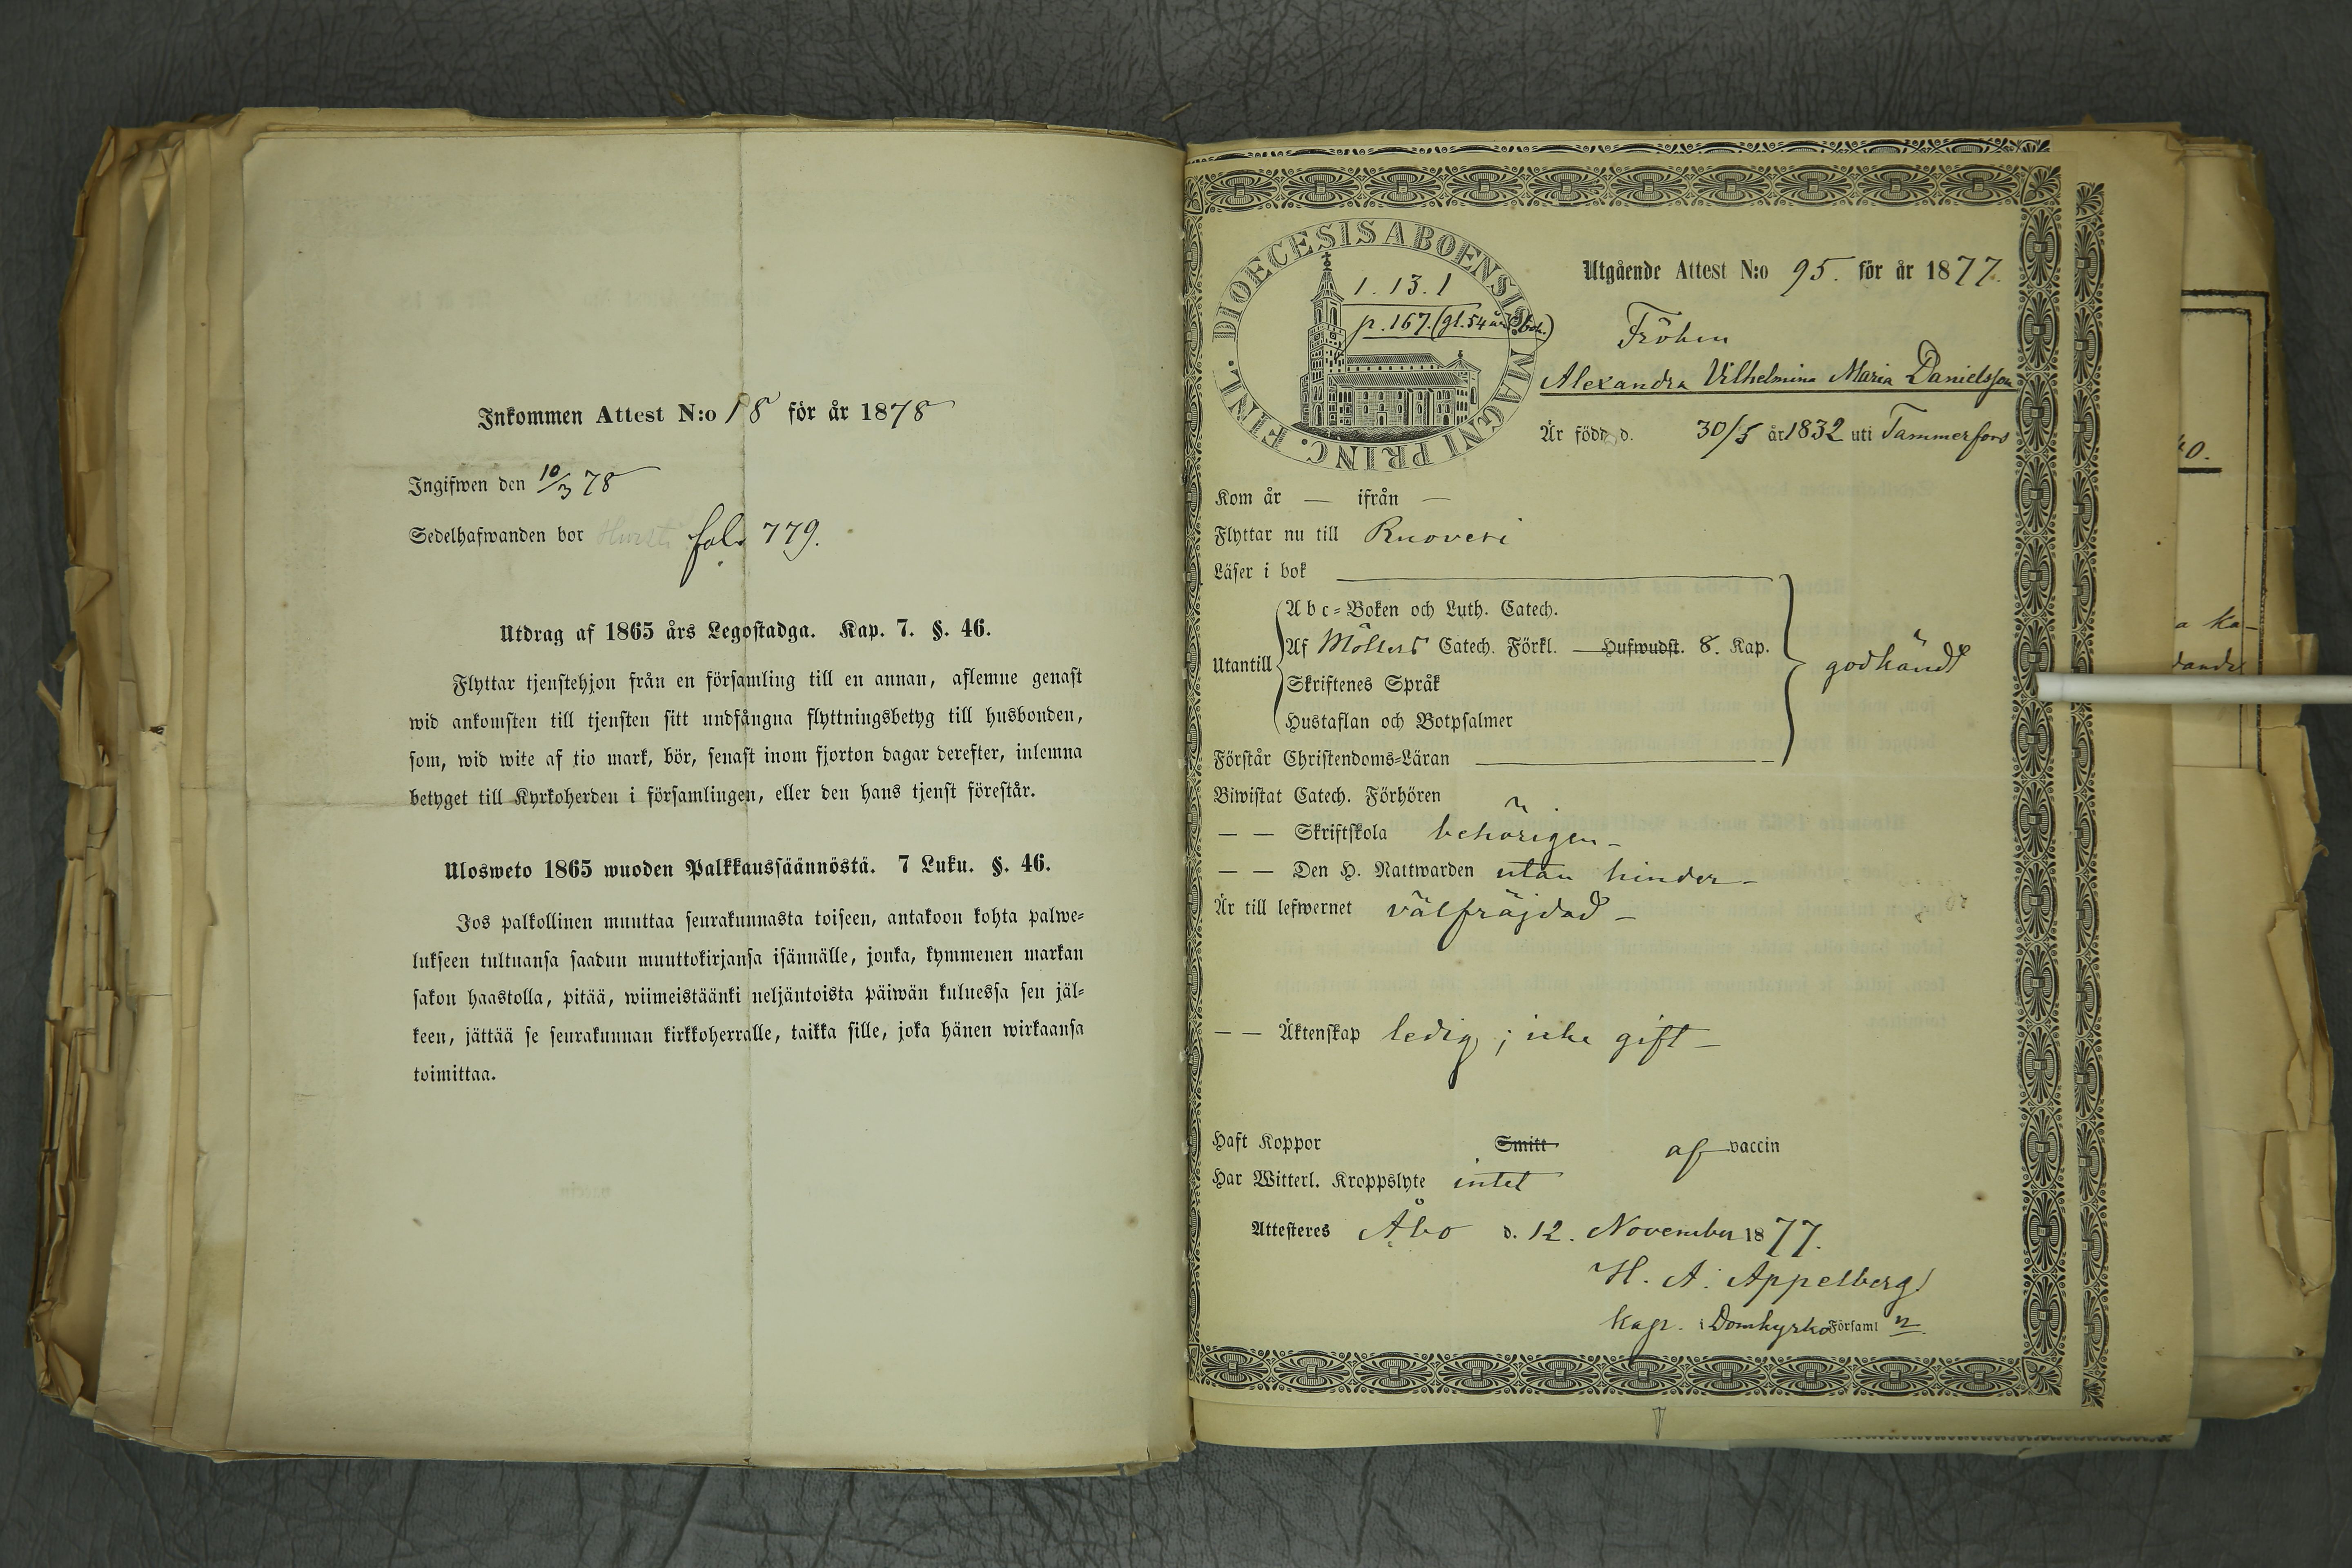 Inkommen Attest N:o 18 för år 1878
Ingifwen den 10/3 78
Sedelhafwanden bor fol. 779.
Utdrag af 1865 års Legostadga. Kap. 7. §. 46.
Flyttar tjenstehjon från en församling till en annan, aflemne genast
wid ankomsten till tjensten sitt undfångna flyttningsbetyg till husbonden,
som, wid wite af tio mark, bör, senast inom fjorton dagar derefter, inlemna
betyget till Kyrkoherden i församlingen, eller den hans tjenst förestår.
Ulosweto 1865 wuoden Palkkaussäännöstä. 7 Luku. §. 46.
Jos palkollinen muuttaa seurakunnasta toiseen, antakoon kohta palwe-
lukseen tultuansa saadun muuttokirjansa isännälle, jonka, kymmenen markan
sakon haastolla, pitää, wiimeistäänki neljäntoista päiwän kuluessa sen jäl-
keen, jättää se seurakunnan kirkkoherralle, taikka sille, joka hänen wirkaansa
toimittaa.
DIOECESIS ABOENSIS MAGNI PRINC. FINL.
1. 13. 1
p. 167. (gl. 54 års bok.)
Utgående Attest N:o 95. för år 1877.
Fröken
Alexandra Vilhelmina Maria Danielsson
Är född d. 30/5 år 1832 uti Tammerfors
Kom år — ifrån —
Flyttar nu till Ruovesi
Läser i bok
Utantill
Abc-Boken och Luth. Catech.
Af Möllers Catech. Förkl. Hufwudst. 8. Kap.
Skriftenes Språk
Hustaflan och Botpsalmer
godkändt
Förstår Christendoms-Läran
Biwistat Catech. Förhören
— — Skriftskola behörigen —
— — Den H. Nattwarden utan hinder —
Är till lefwernet välfräjdad —
— — Äktenskap ledig; icke gift —
Haft Koppor Smitt af vaccin
Har Witterl. Kroppslyte intet
Attesteres Åbo d. 12. November 1877.
H. A. Appelberg
Kap. i Domkyrko Församl n.
40.
a ka-